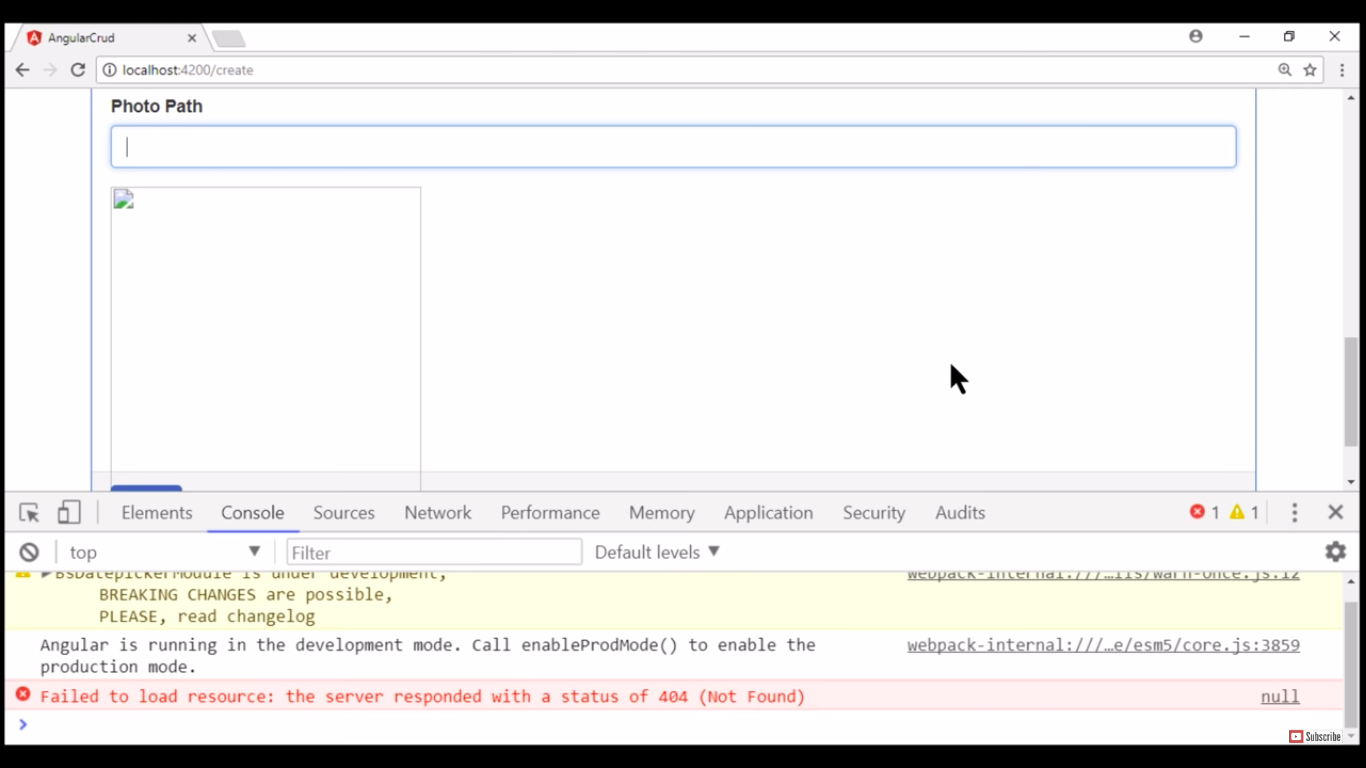 AngularCrud
localhost:4200/create
Photo Path
Elements Console Sources Network Performance Memory Application Security Audits 1 1
top Filter Default levels
BsDatepickerModule is under development, webpack-internal:///…ils/warn-once.js:12
BREAKING CHANGES are possible,
PLEASE, read changelog
Angular is running in the development mode. Call enableProdMode() to enable the webpack-internal:///…e/esm5/core.js:3859
production mode.
Failed to load resource: the server responded with a status of 404 (Not Found) null
Subscribe